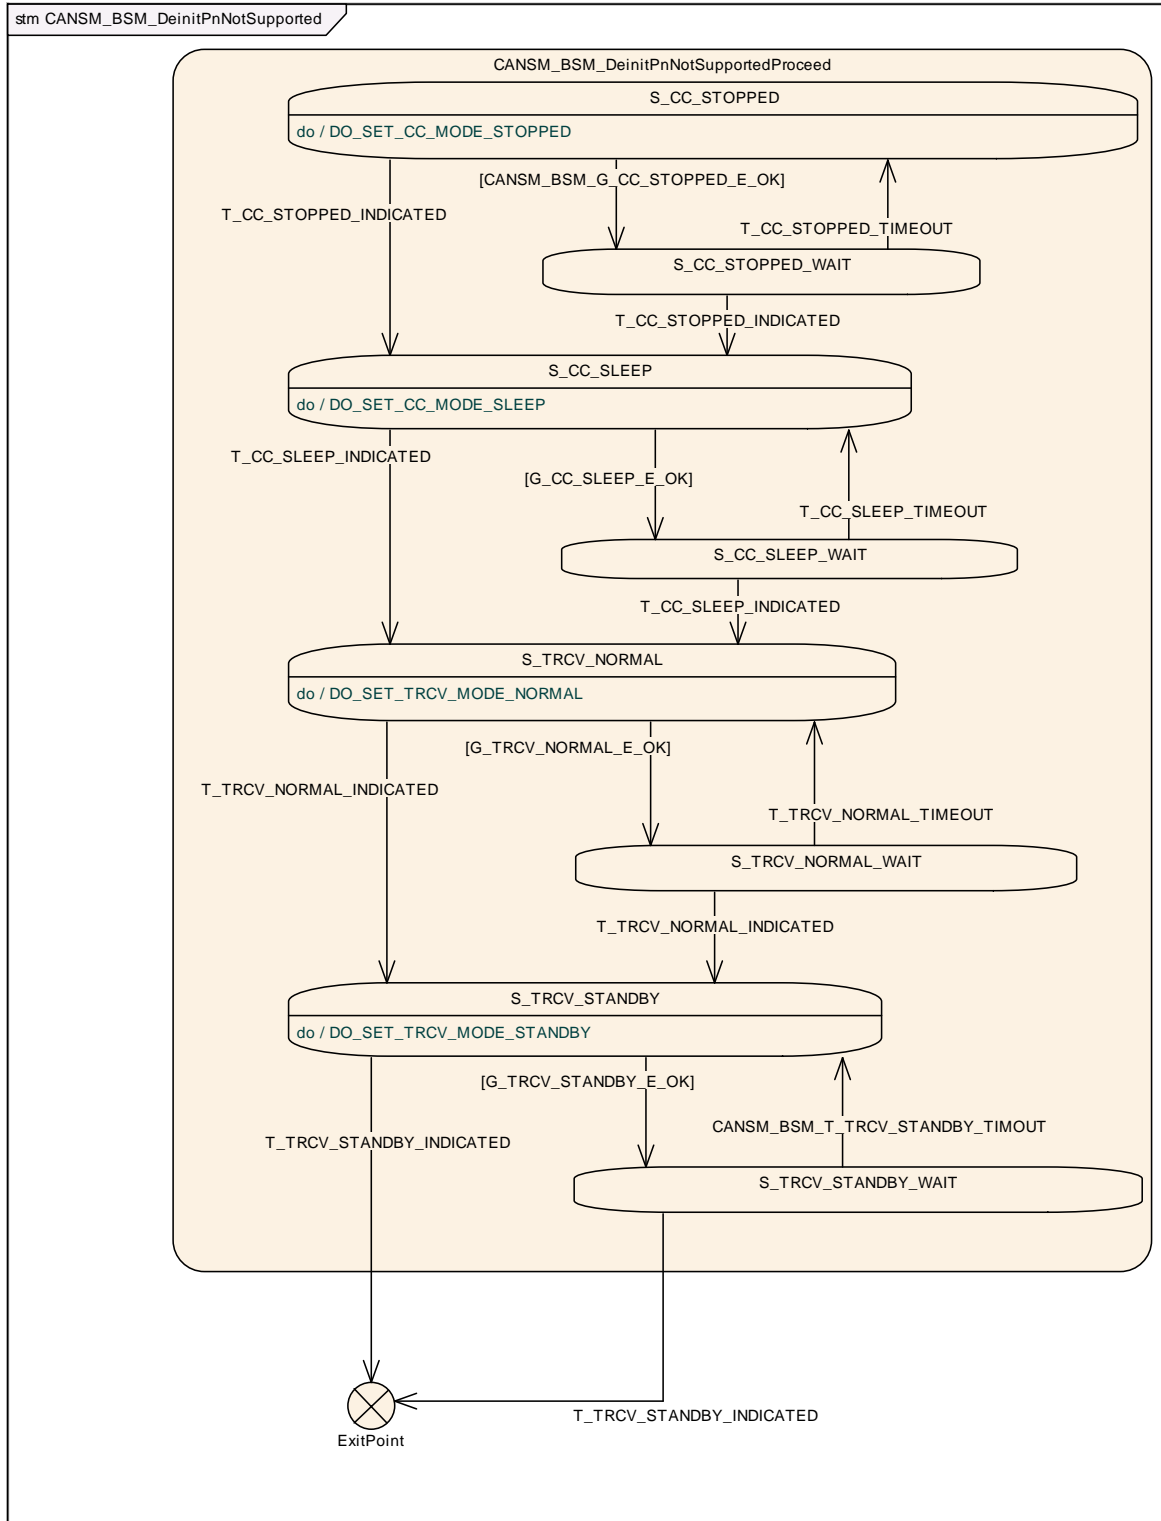 stm CANSM_BSM_DeinitPnNotSupported
CANSM_BSM_DeinitPnNotSupportedProceed
S_CC_STOPPED
do / DO_SET_CC_MODE_STOPPED
[CANSM_BSM_G_CC_STOPPED_E_OK]
T_CC_STOPPED_INDICATED
T_CC_STOPPED_TIMEOUT
S_CC_STOPPED_WAIT
T_CC_STOPPED_INDICATED
S_CC_SLEEP
do / DO_SET_CC_MODE_SLEEP
T_CC_SLEEP_INDICATED
[G_CC_SLEEP_E_OK]
T_CC_SLEEP_TIMEOUT
S_CC_SLEEP_WAIT
T_CC_SLEEP_INDICATED
S_TRCV_NORMAL
do / DO_SET_TRCV_MODE_NORMAL
[G_TRCV_NORMAL_E_OK]
T_TRCV_NORMAL_INDICATED
T_TRCV_NORMAL_TIMEOUT
S_TRCV_NORMAL_WAIT
T_TRCV_NORMAL_INDICATED
S_TRCV_STANDBY
do / DO_SET_TRCV_MODE_STANDBY
[G_TRCV_STANDBY_E_OK]
CANSM_BSM_T_TRCV_STANDBY_TIMOUT
T_TRCV_STANDBY_INDICATED
S_TRCV_STANDBY_WAIT
T_TRCV_STANDBY_INDICATED
ExitPoint